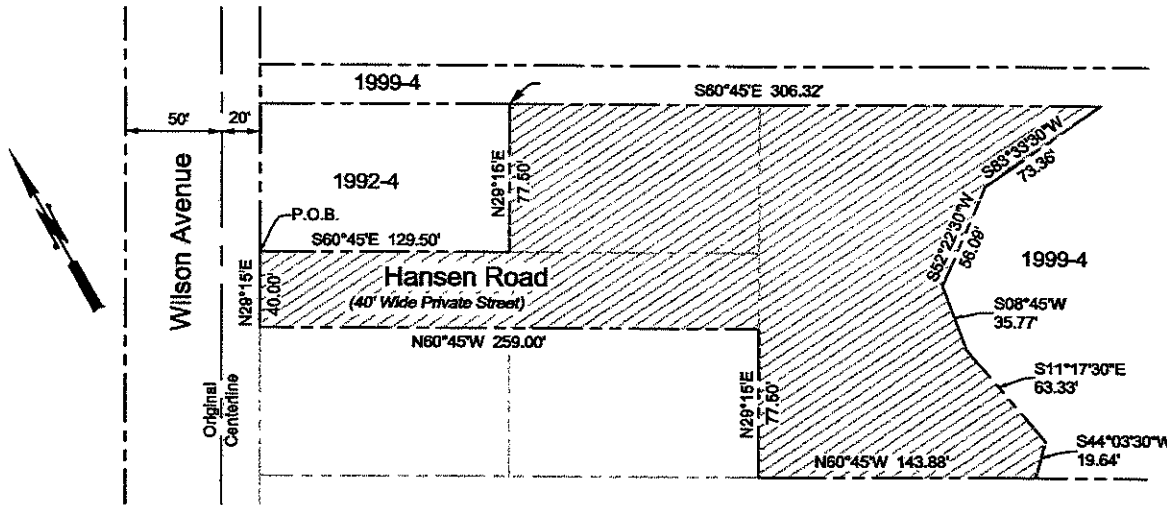 1999-4
S60°45'E 306.32'
50'
20'
S83°33'30"W
73.36'
N29°15'E
77.50'
1992-4
Wilson Avenue
P.O.B.
S60°45'E 129.50'
S52°22'30"W
56.09'
1999-4
N29°15'E
40.00'
Hansen Road
(40' Wide Private Street)
S08°45'W
35.77'
N60°45'W 259.00'
S11°17'30"E
63.33'
Original
Centerline
N29°15'E
77.50'
S44°03'30"W
19.64'
N60°45'W 143.88'